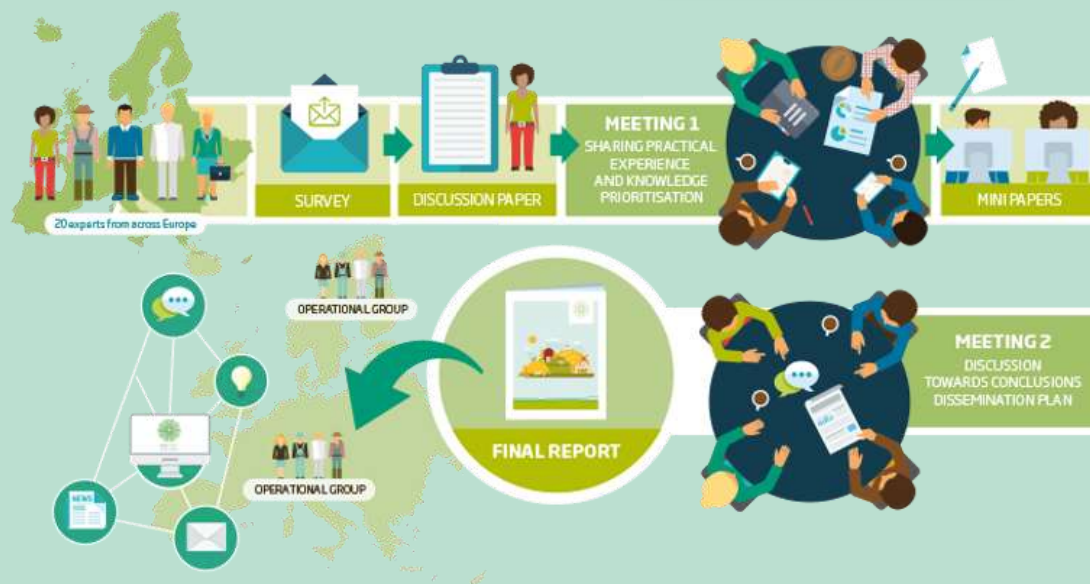 20 experts from across Europe
SURVEY
DISCUSSION PAPER
MEETING 1
SHARING PRACTICAL
EXPERIENCE
AND KNOWLEDGE
PRIORITISATION
MINI PAPERS
OPERATIONAL GROUP
MEETING 2
DISCUSSION
TOWARDS CONCLUSIONS
DISSEMINATION PLAN
FINAL REPORT
OPERATIONAL GROUP
NEWS